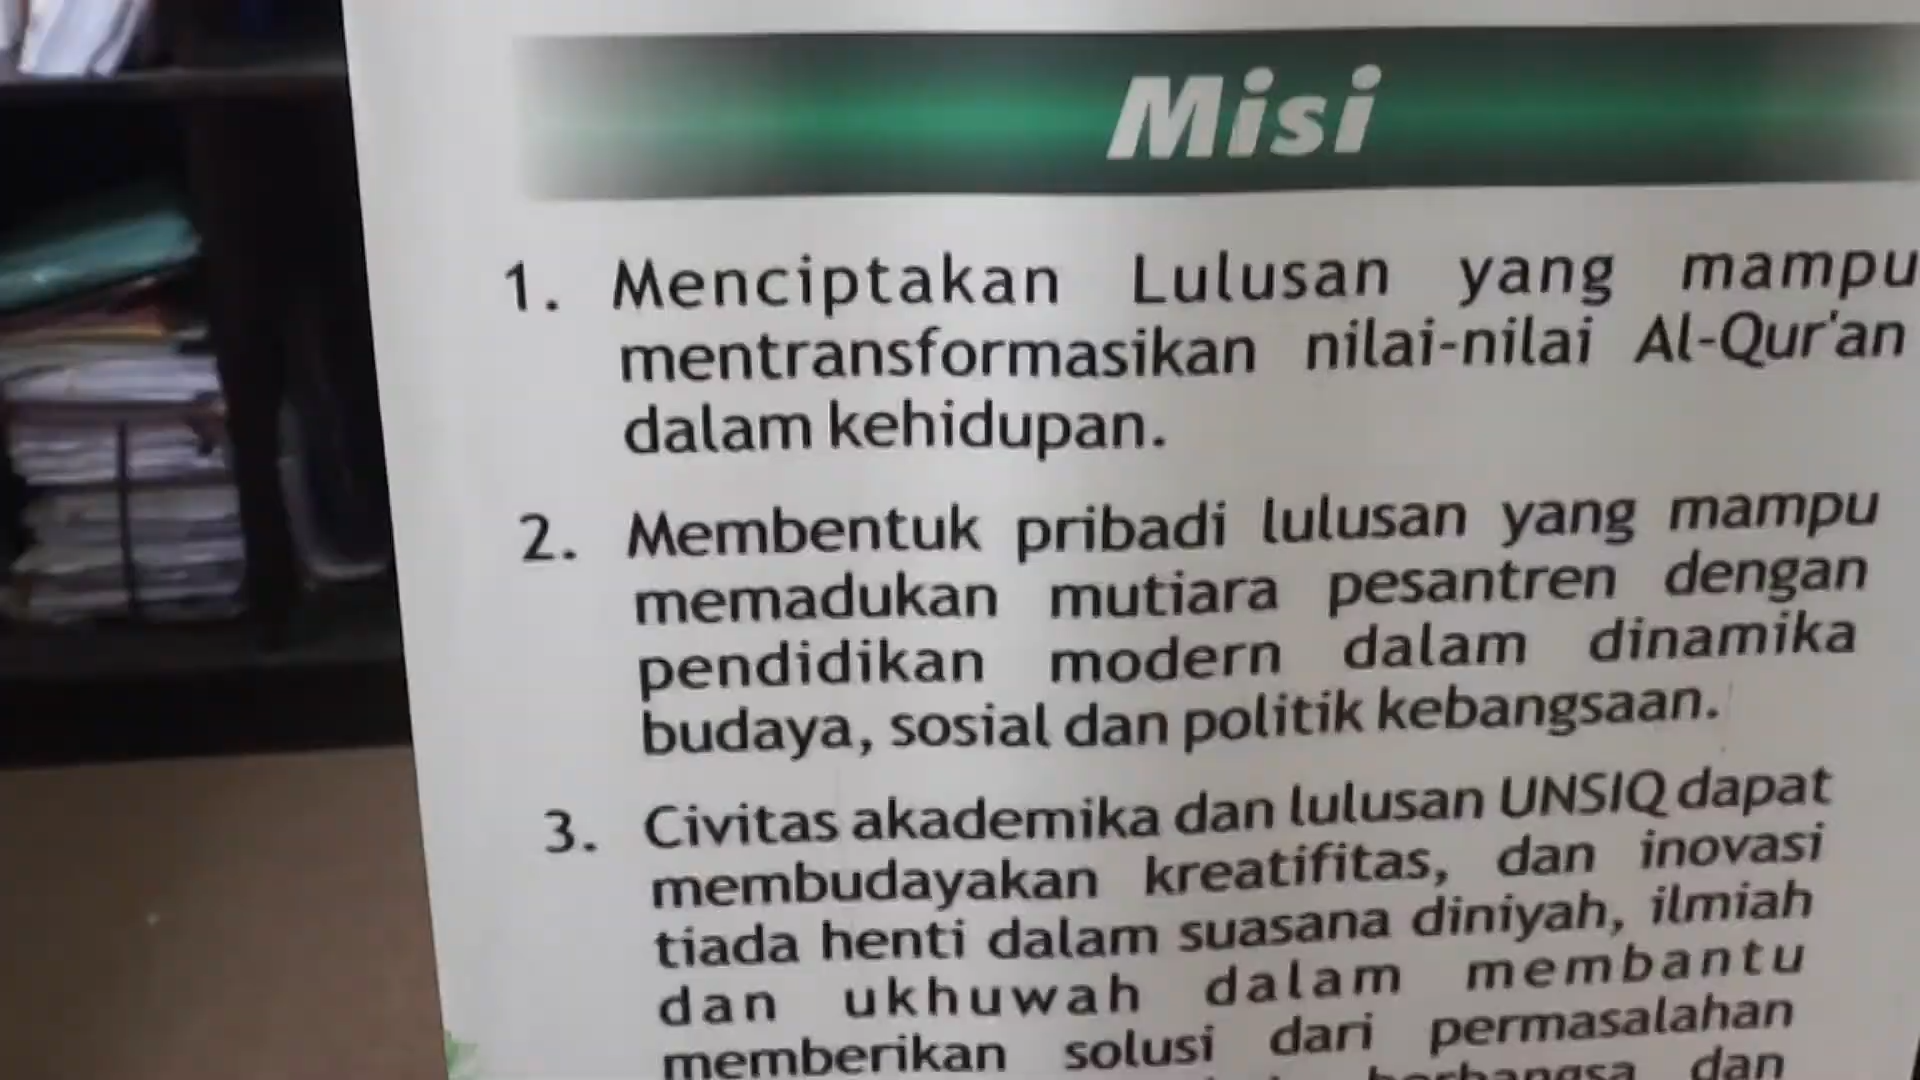 Misi
1. Menciptakan Lulusan yang mampu
mentransformasikan nilai-nilai Al-Qur'an
dalam kehidupan.
2. Membentuk pribadi lulusan yang mampu
memadukan mutiara pesantren dengan
pendidikan modern dalam dinamika
budaya, sosial dan politik kebangsaan.
3. Civitas akademika dan lulusan UNSIQ dapat
membudayakan kreatifitas, dan inovasi
tiada henti dalam suasana diniyah, ilmiah
dan ukhuwah dalam membantu
memberikan solusi dari permasalahan
berbangsa dan